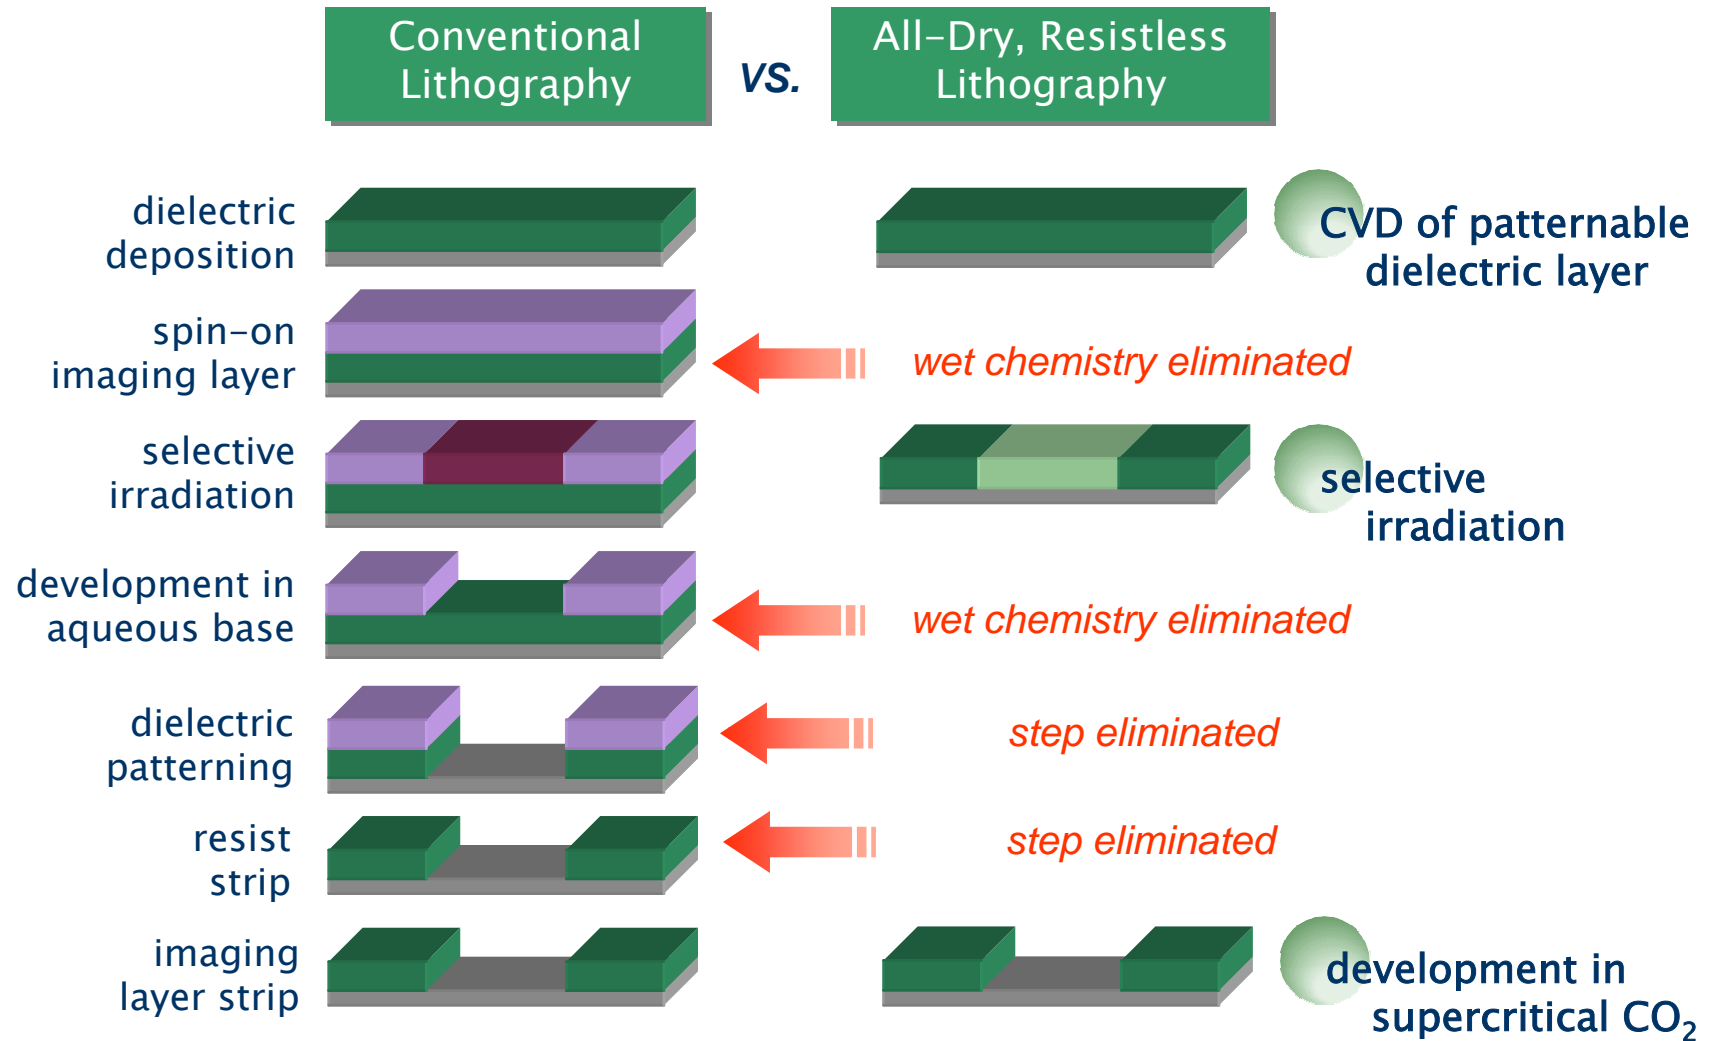 Conventional
Lithography
VS.
All-Dry, Resistless
Lithography
dielectric
deposition
CVD of patternable
dielectric layer
spin-on
imaging layer
wet chemistry eliminated
selective
irradiation
selective
irradiation
development in
aqueous base
wet chemistry eliminated
dielectric
patterning
step eliminated
resist
strip
step eliminated
imaging
layer strip
development in
supercritical CO₂